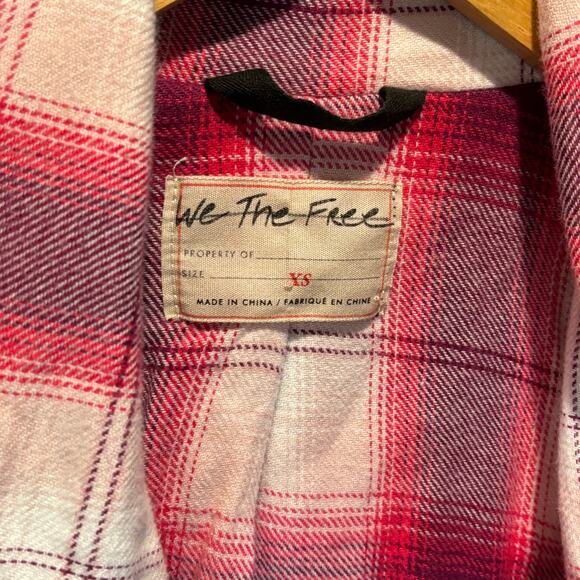 We The Free
PROPERTY OF
SIZE XS
MADE IN CHINA / FABRIQUÉ EN CHINE